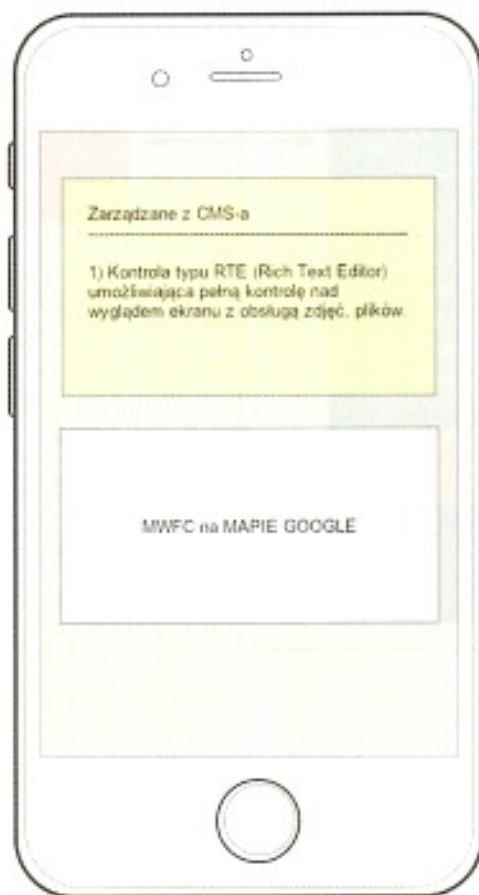 Zarządzane z CMS-a
1) Kontrola typu RTE (Rich Text Editor)
umożliwiająca pełną kontrolę nad
wyglądem ekranu z obsługą zdjęć, plików.
MWFC na MAPIE GOOGLE